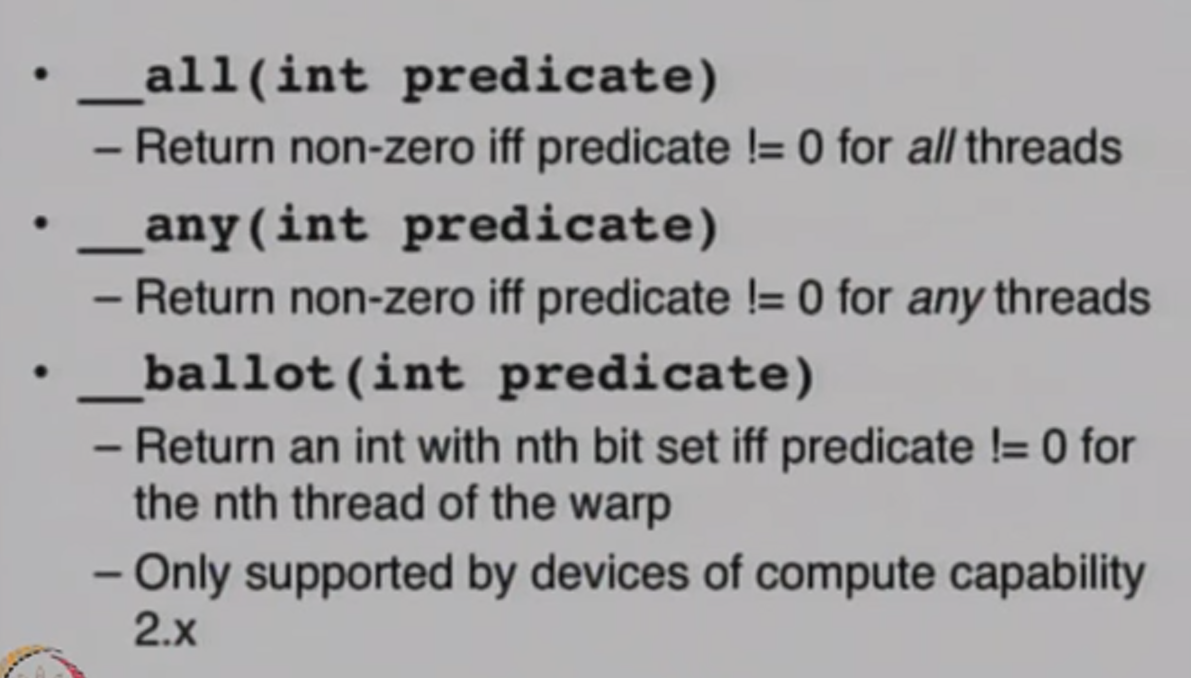 • __all(int predicate)
– Return non-zero iff predicate != 0 for all threads
• __any(int predicate)
– Return non-zero iff predicate != 0 for any threads
• __ballot(int predicate)
– Return an int with nth bit set iff predicate != 0 for
the nth thread of the warp
– Only supported by devices of compute capability
2.x